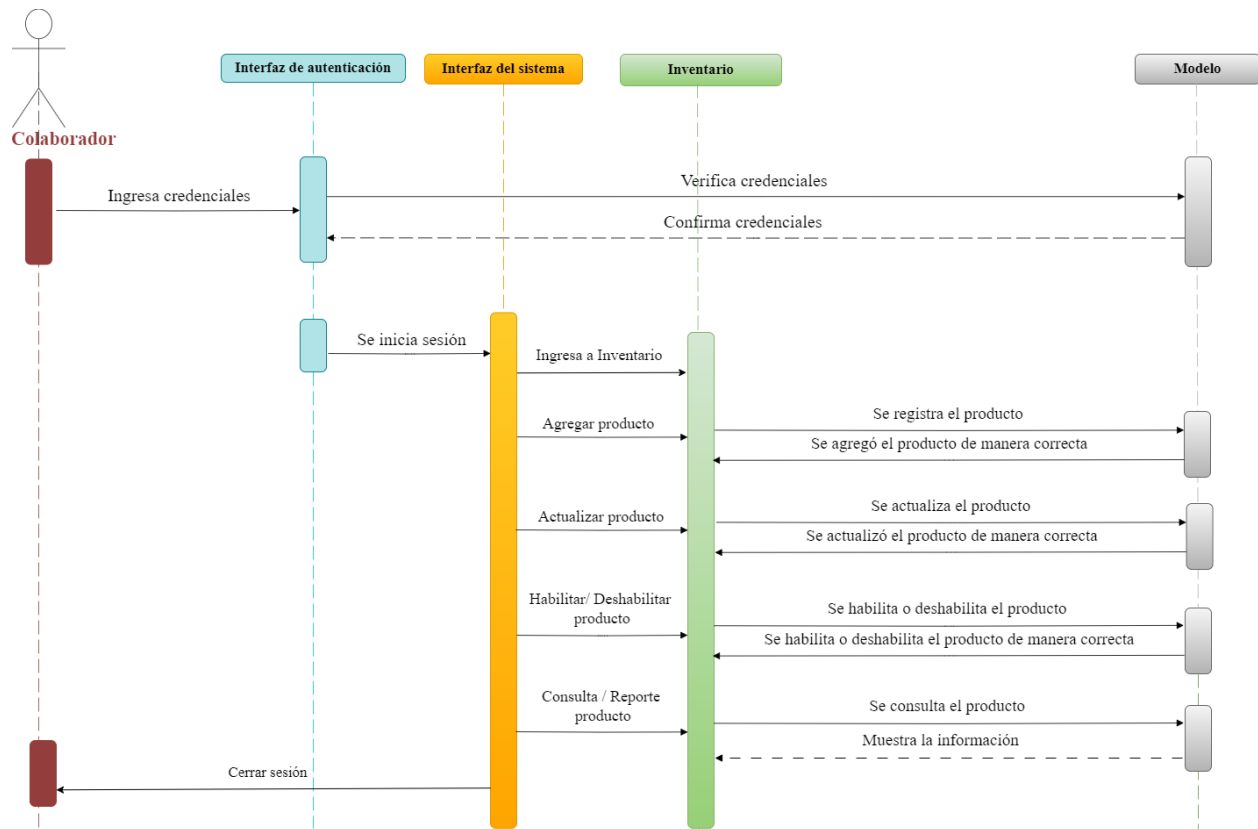 Interfaz de autenticación
Interfaz del sistema
Inventario
Modelo
Colaborador
Ingresa credenciales
Verifica credenciales
Confirma credenciales
Se inicia sesión
Ingresa a Inventario
Agregar producto
Se registra el producto
Se agregó el producto de manera correcta
Actualizar producto
Se actualiza el producto
Se actualizó el producto de manera correcta
Habilitar/ Deshabilitar
producto
Se habilita o deshabilita el producto
Se habilita o deshabilita el producto de manera correcta
Consulta / Reporte
producto
Se consulta el producto
Muestra la información
Cerrar sesión